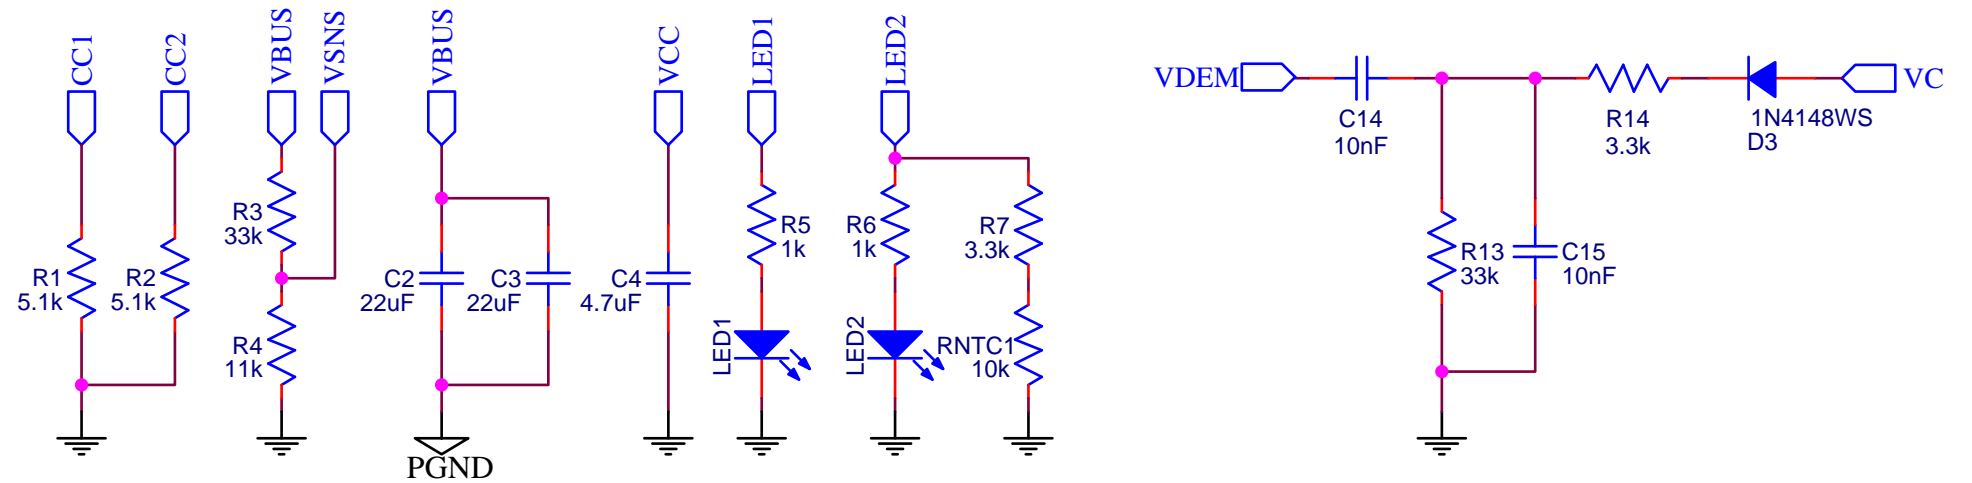 CC1
CC2
VBUS
VSNS
VBUS
VCC
LED1
LED2
R1
5.1k
R2
5.1k
R3
33k
R4
11k
C2
22uF
C3
22uF
PGND
C4
4.7uF
R5
1k
LED1
R6
1k
LED2
R7
3.3k
RNTC1
10k
VDEM
C14
10nF
R13
33k
C15
10nF
R14
3.3k
1N4148WS
D3
VC